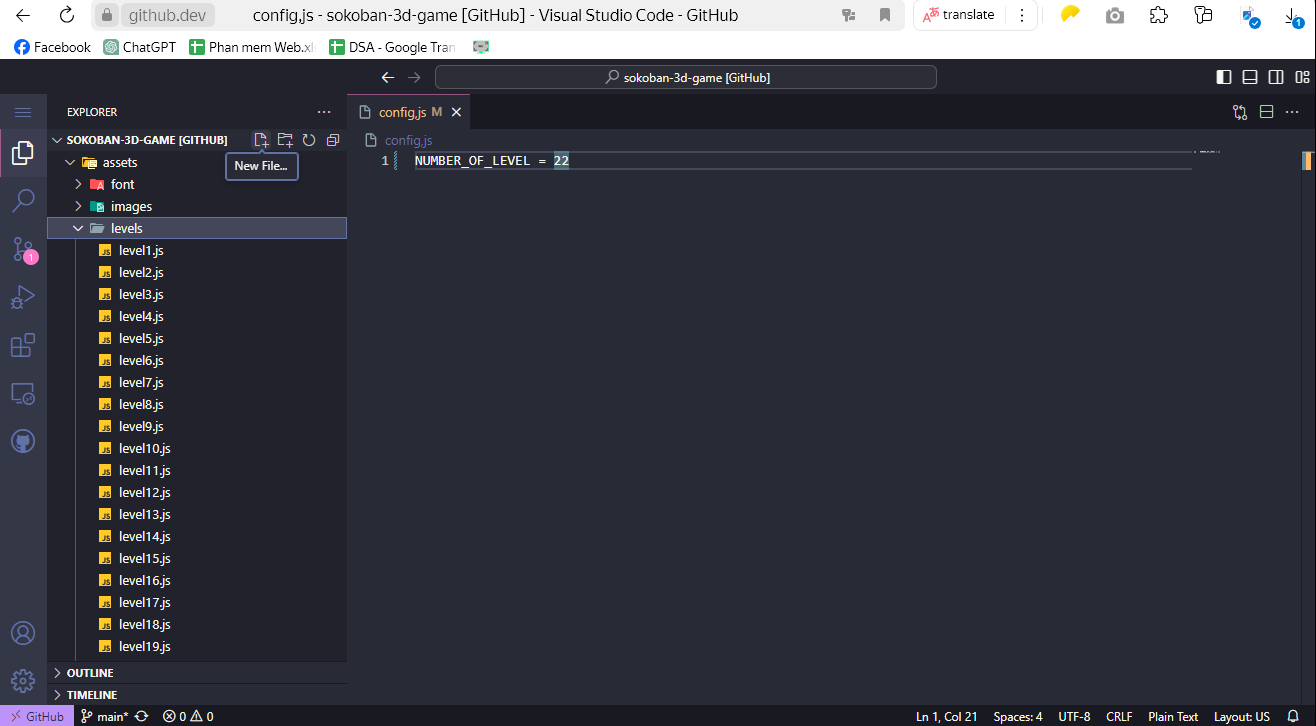 github.dev
config,js - sokoban-3d-game [GitHub] - Visual Studio Code - GitHub
translate
1
Facebook
ChatGPT
Phan mem Web.xl
DSA - Google Tran
sokoban-3d-game [GitHub]
EXPLORER
config,js M
SOKOBAN-3D-GAME [GITHUB]
config,js
assets
New File...
1 NUMBER_OF_LEVEL = 22
font
images
levels
level1.js
1
level2.js
level3.js
level4.js
level5.js
level6.js
level7.js
level8.js
level9.js
level10.js
level11.js
level12.js
level13.js
level14.js
level15.js
level16.js
level17.js
level18.js
level19.js
OUTLINE
TIMELINE
GitHub
main*
0
0
Ln 1, Col 21
Spaces: 4
UTF-8
CRLF
Plain Text
Layout: US